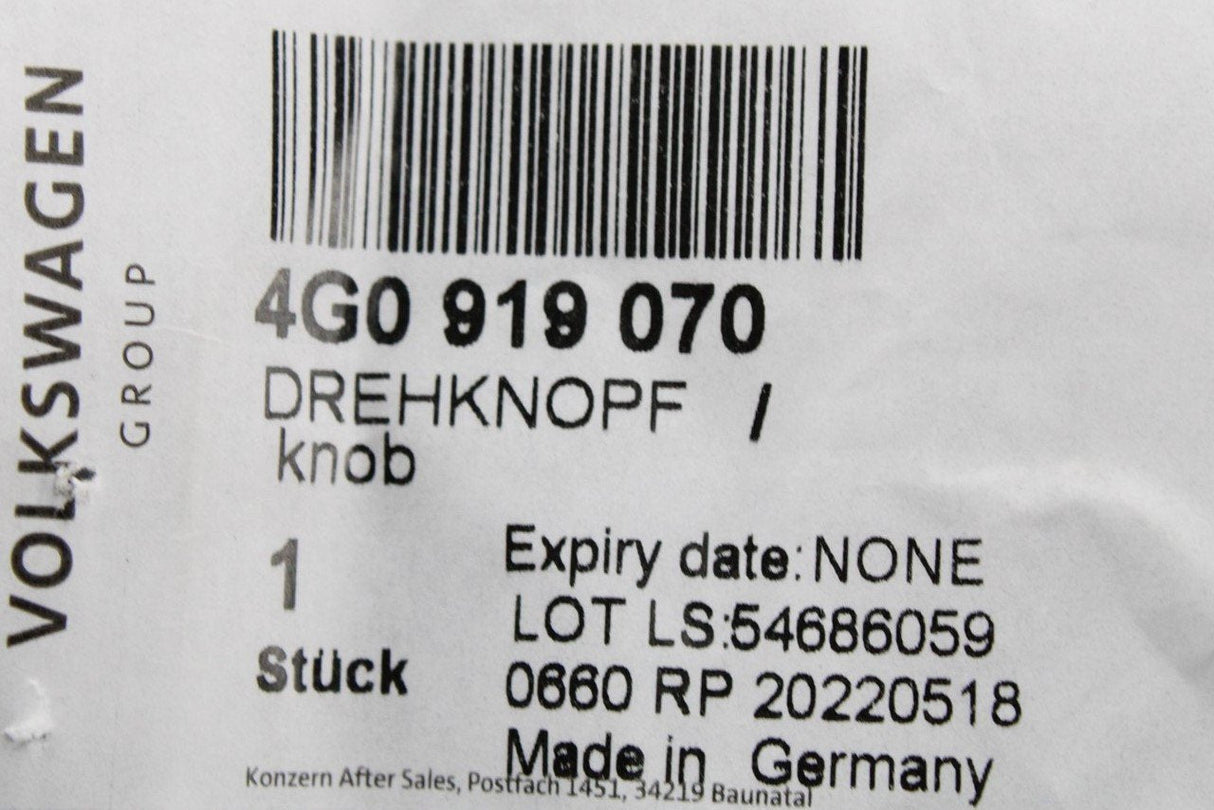 VOLKSWAGEN
GROUP
4G0 919 070
DREHKNOPF /
knob
1
Stück
Expiry date:NONE
LOT LS:54686059
0660 RP 20220518
Made in Germany
Konzern After Sales, Postfach 1451, 34219 Baunatal